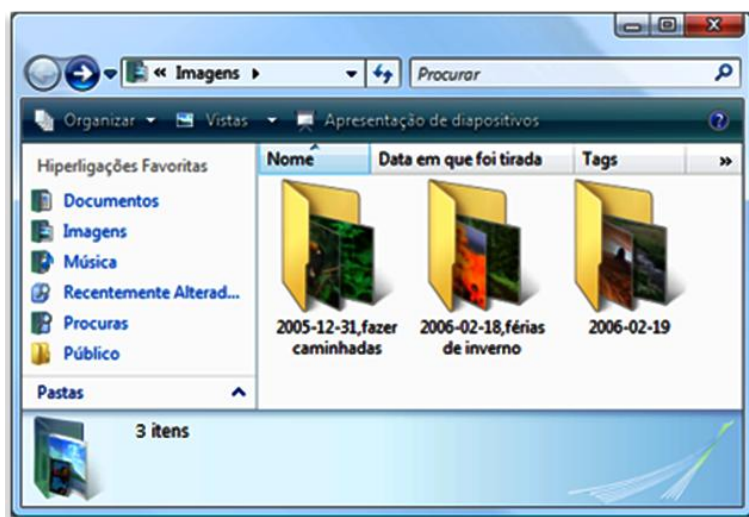 « Imagens
Procurar
Organizar Vistas Apresentação de diapositivos
Hiperligações Favoritas
Nome Data em que foi tirada Tags »
Documentos
Imagens
Música
Recentemente Alterad...
Procuras
Público
2005-12-31,fazer
caminhadas
2006-02-18,férias
de inverno
2006-02-19
Pastas
3 itens